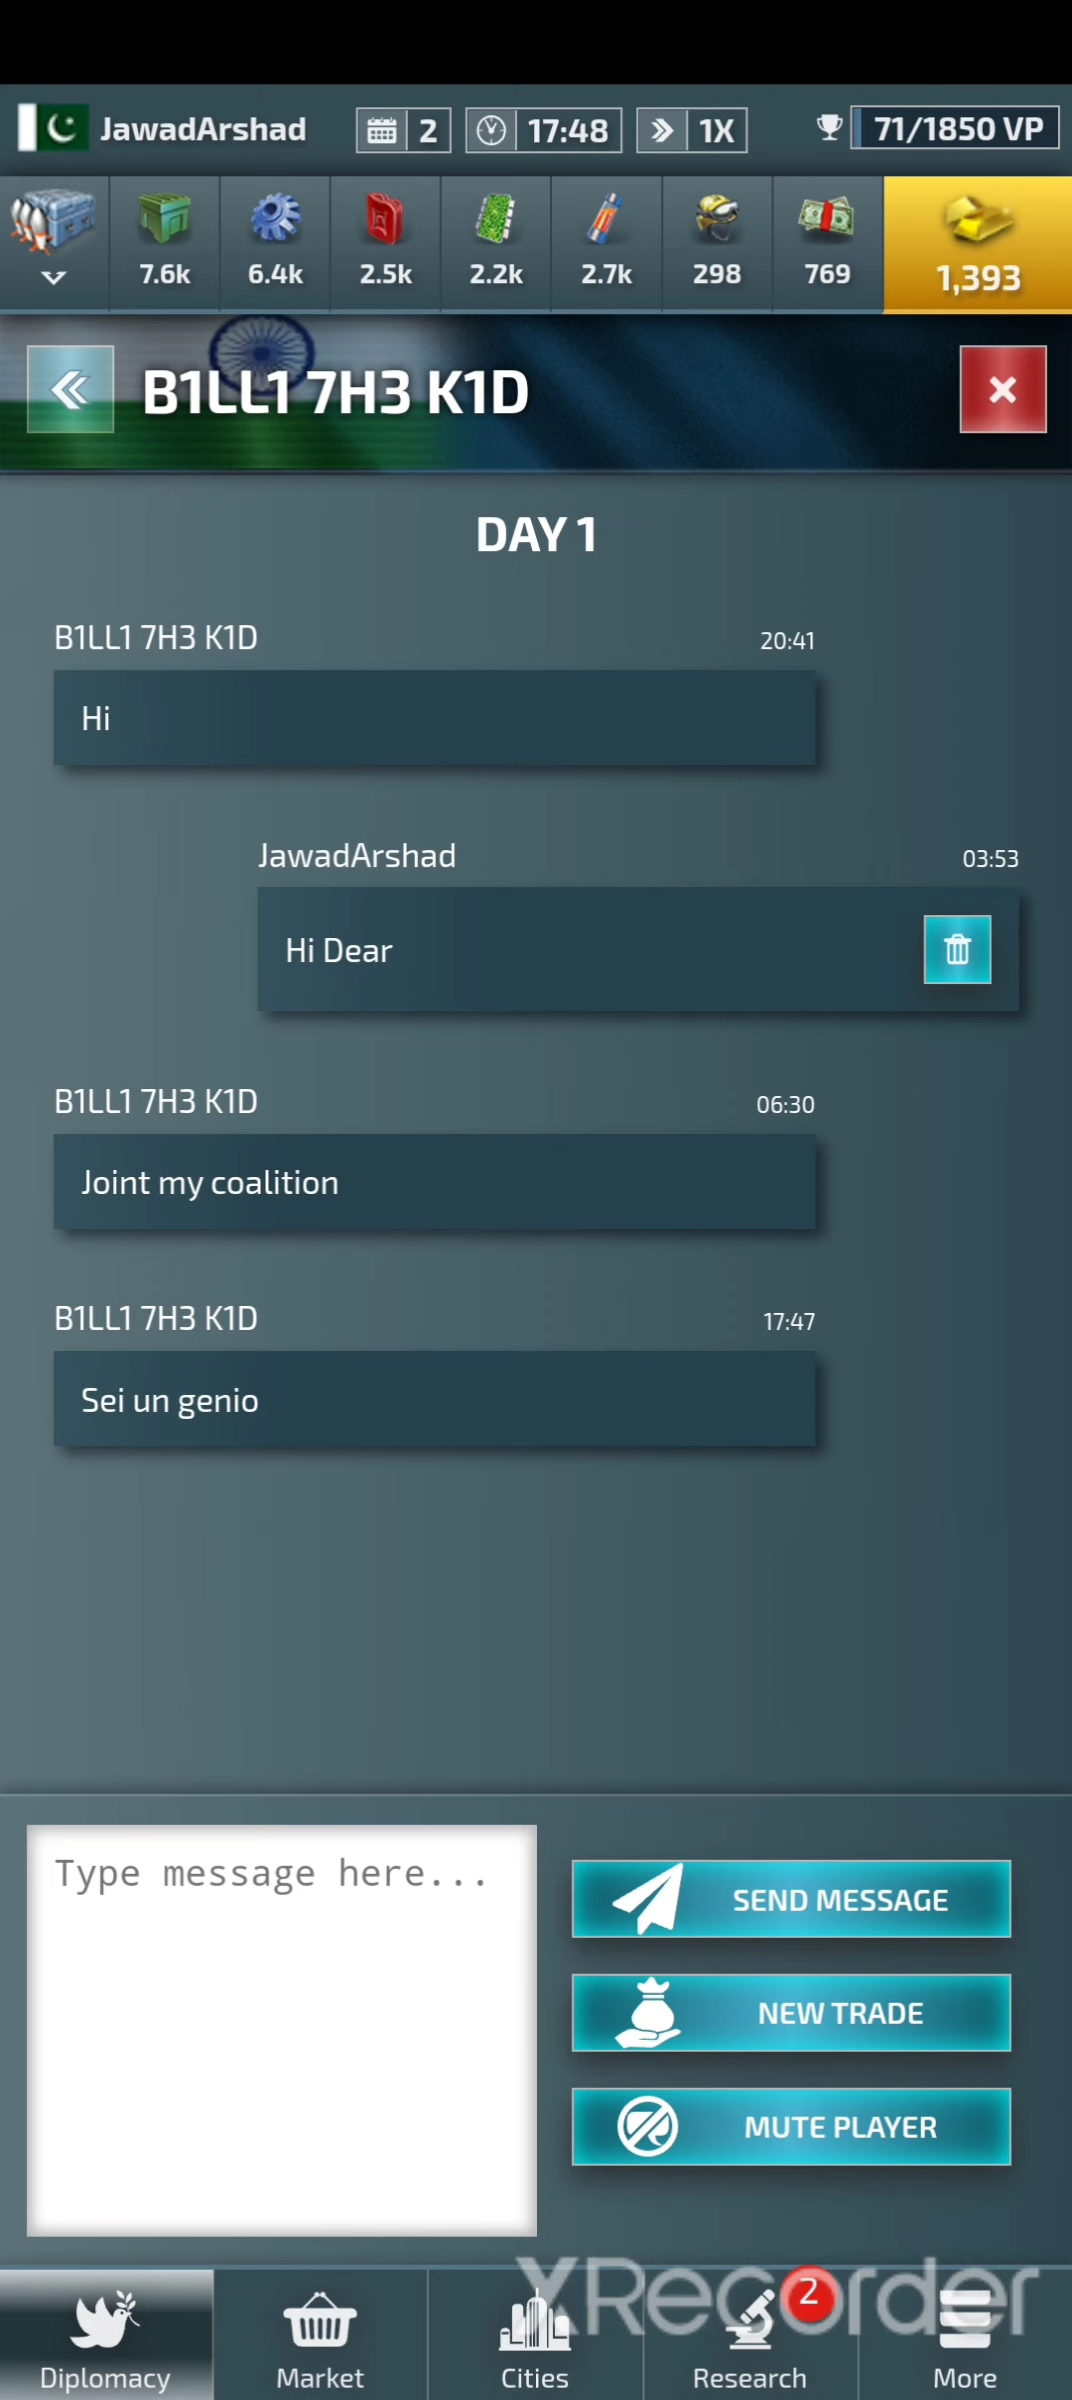 JawadArshad 2 17:48 1X 71/1850 VP
7.6k 6.4k 2.5k 2.2k 2.7k 298 769 1,393
B1LL1 7H3 K1D
DAY 1
B1LL1 7H3 K1D 20:41
Hi
JawadArshad 03:53
Hi Dear
B1LL1 7H3 K1D 06:30
Joint my coalition
B1LL1 7H3 K1D 17:47
Sei un genio
Type message here...
SEND MESSAGE
NEW TRADE
MUTE PLAYER
XRecorder
2
Diplomacy Market Cities Research More